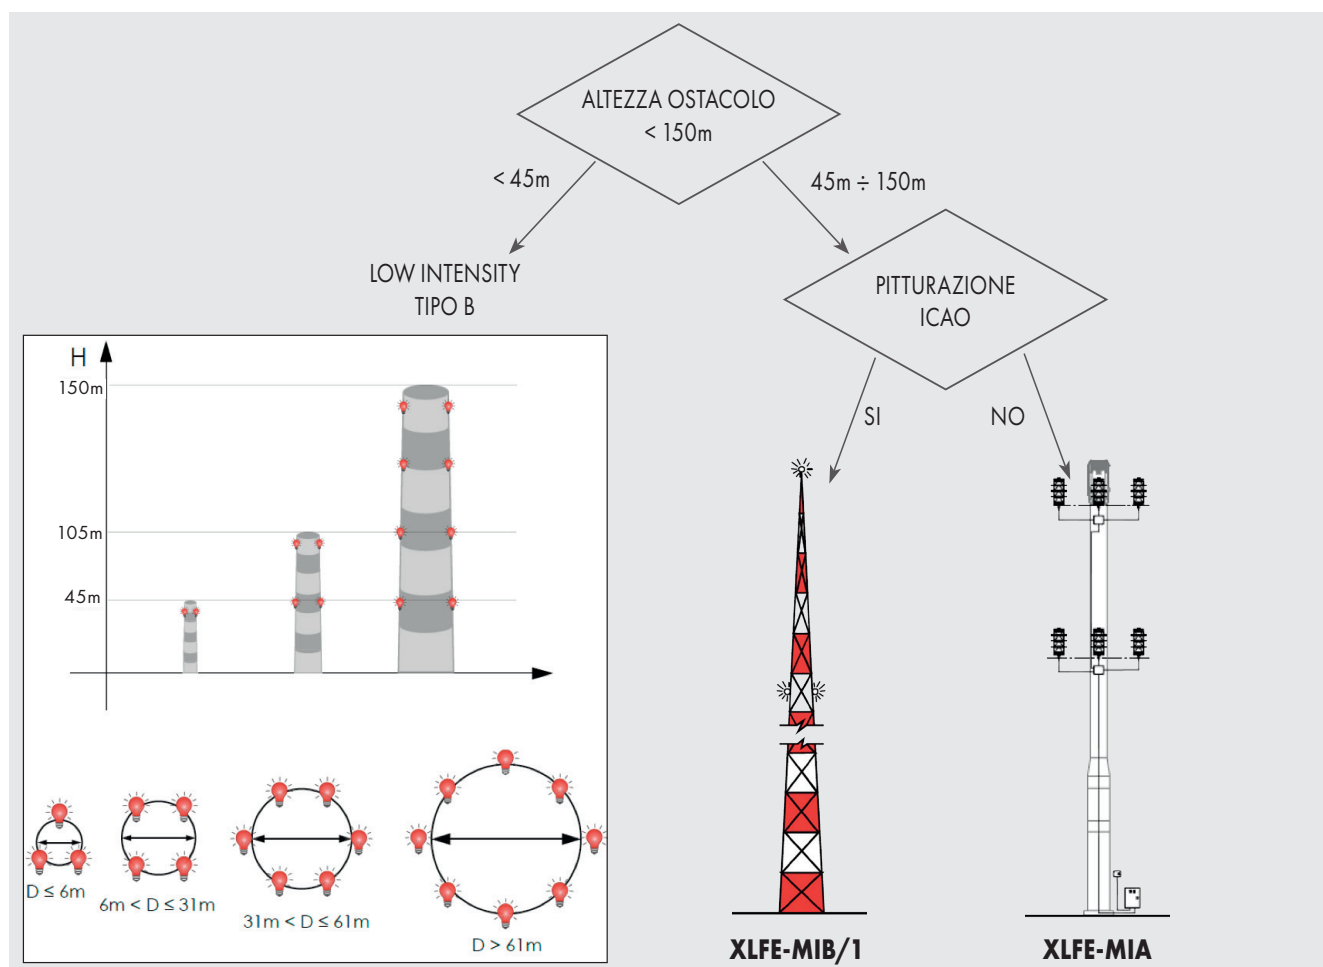 ALTEZZA OSTACOLO
< 150m
< 45m
45m ÷ 150m
LOW INTENSITY
TIPO B
PITTURAZIONE
ICAO
SI
NO
H
150m
105m
45m
D ≤ 6m
6m < D ≤ 31m
31m < D ≤ 61m
D > 61m
XLFE-MIB/1
XLFE-MIA